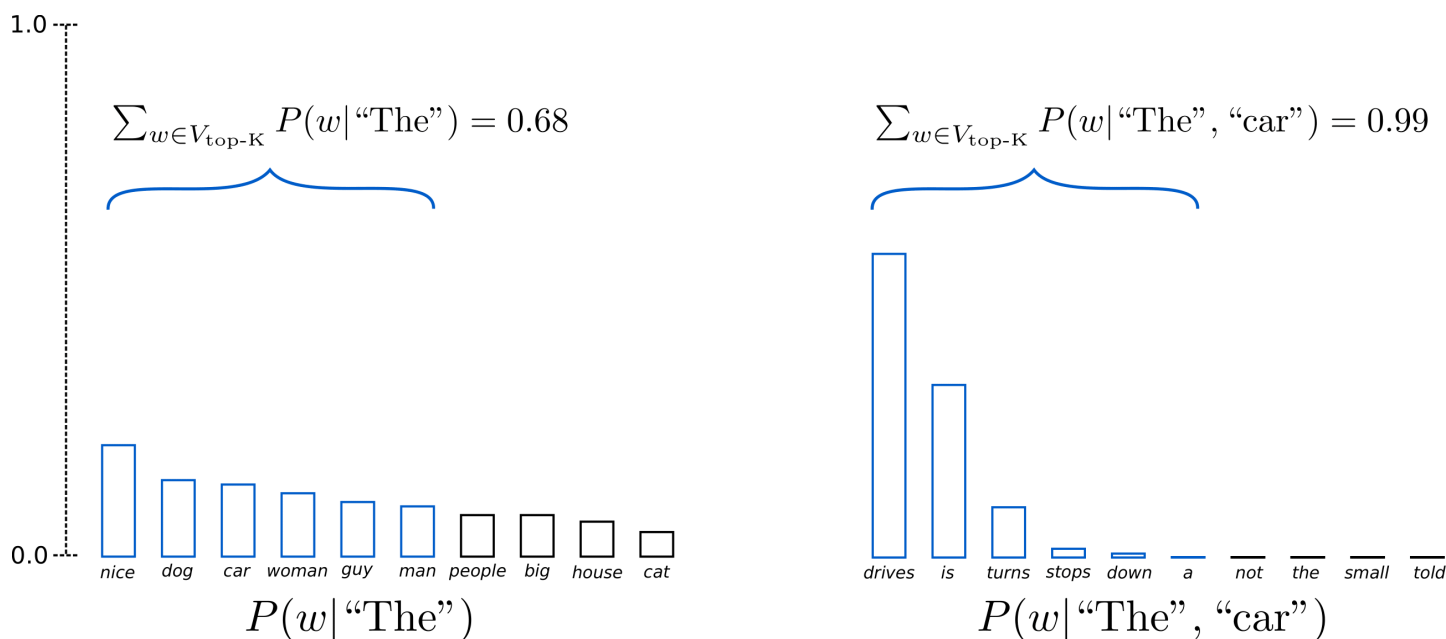 1.0
∑w∈Vtop-K P(w|“The”) = 0.68
∑w∈Vtop-K P(w|“The”, “car”) = 0.99
0.0
nice dog car woman guy man people big house cat
drives is turns stops down a not the small told
P(w|“The”)
P(w|“The”, “car”)